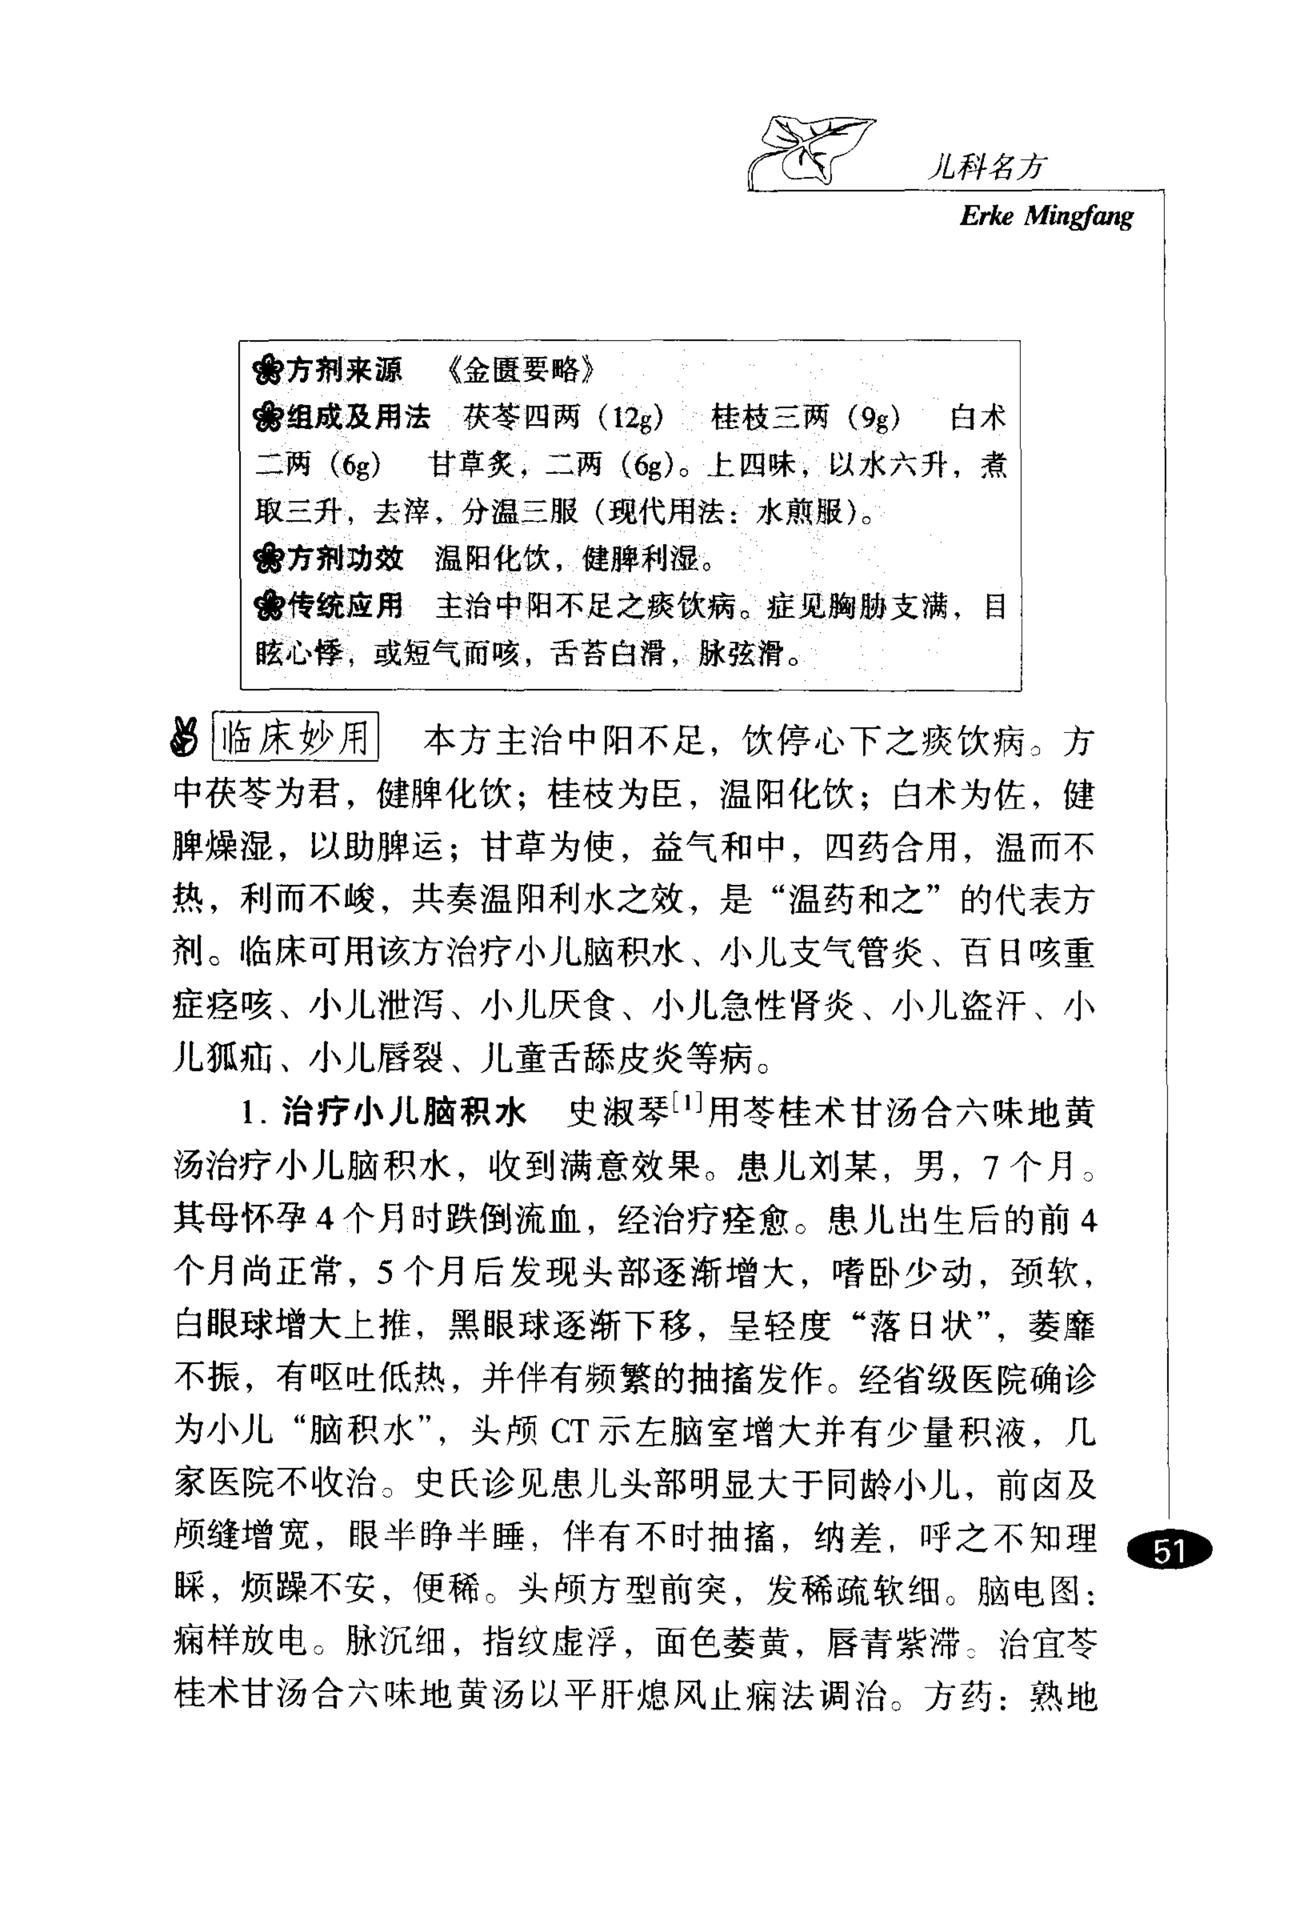 儿科名方
Erke Mingfang
方剂来源 《金匮要略》
组成及用法 茯苓四两（12g） 桂枝三两（9g） 白术
二两（6g） 甘草炙，二两（6g）。上四味，以水六升，煮
取三升，去滓，分温三服（现代用法：水煎服）。
方剂功效 温阳化饮，健脾利湿。
传统应用 主治中阳不足之痰饮病。症见胸胁支满，目
眩心悸，或短气而咳，舌苔白滑，脉弦滑。
临床妙用 本方主治中阳不足，饮停心下之痰饮病。方
中茯苓为君，健脾化饮；桂枝为臣，温阳化饮；白术为佐，健
脾燥湿，以助脾运；甘草为使，益气和中，四药合用，温而不
热，利而不峻，共奏温阳利水之效，是“温药和之”的代表方
剂。临床可用该方治疗小儿脑积水、小儿支气管炎、百日咳重
症痉咳、小儿泄泻、小儿厌食、小儿急性肾炎、小儿盗汗、小
儿狐疝、小儿唇裂、儿童舌舔皮炎等病。
1. 治疗小儿脑积水 史淑琴[1]用苓桂术甘汤合六味地黄
汤治疗小儿脑积水，收到满意效果。患儿刘某，男，7个月。
其母怀孕4个月时跌倒流血，经治疗痊愈。患儿出生后的前4
个月尚正常，5个月后发现头部逐渐增大，嗜卧少动，颈软，
白眼球增大上推，黑眼球逐渐下移，呈轻度“落日状”，萎靡
不振，有呕吐低热，并伴有频繁的抽搐发作。经省级医院确诊
为小儿“脑积水”，头颅CT示左脑室增大并有少量积液，几
家医院不收治。史氏诊见患儿头部明显大于同龄小儿，前卤及
颅缝增宽，眼半睁半睡，伴有不时抽搐，纳差，呼之不知理
睬，烦躁不安，便稀。头颅方型前突，发稀疏软细。脑电图：
痫样放电。脉沉细，指纹虚浮，面色萎黄，唇青紫滞。治宜苓
桂术甘汤合六味地黄汤以平肝熄风止痫法调治。方药：熟地
51